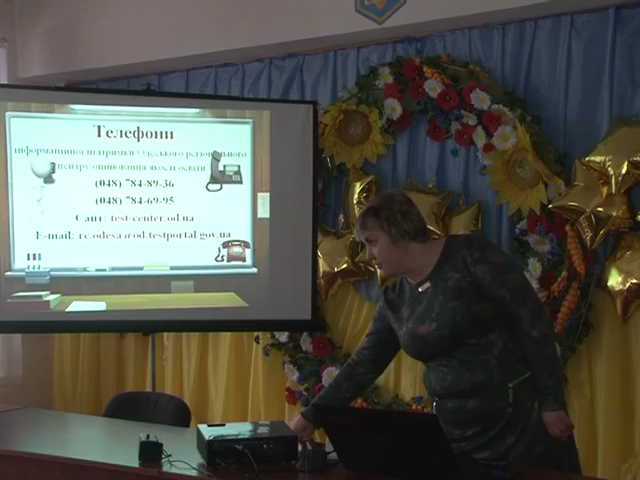 Телефони
інформаційної підтримки Одеського регіонального
центру оцінювання якості освіти
(048) 784-89-36
(048) 784-69-95
Сайт: test-center.od.ua
E-mail: rc.odesa@od.testportal.gov.ua